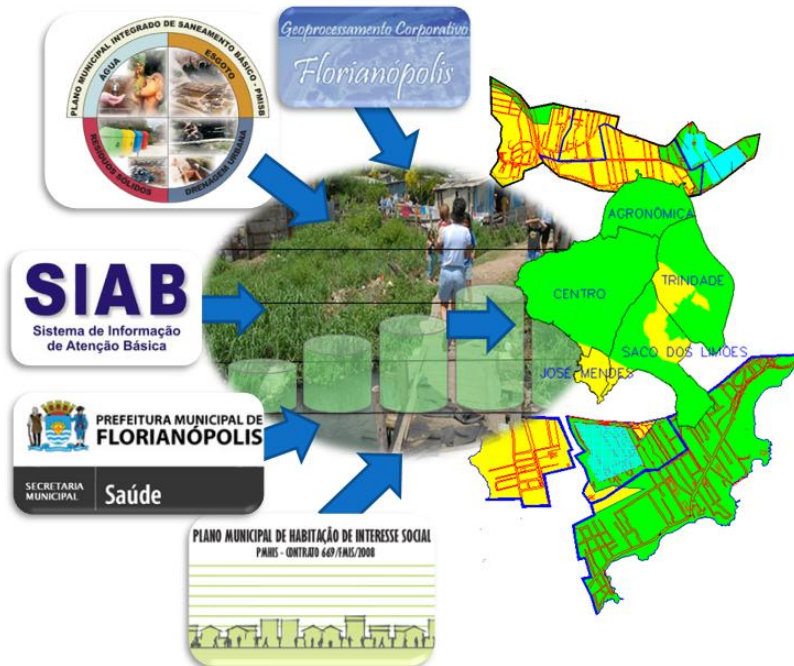 PLANO MUNICIPAL INTEGRADO DE SANEAMENTO BÁSICO - PMISB
ÁGUA
ESGOTO
RESÍDUOS SÓLIDOS
DRENAGEM URBANA
Geoprocessamento Corporativo
Florianópolis
SIAB
Sistema de Informação
de Atenção Básica
PREFEITURA MUNICIPAL DE
FLORIANÓPOLIS
SECRETARIA
MUNICIPAL
Saúde
PLANO MUNICIPAL DE HABITAÇÃO DE INTERESSE SOCIAL
PMHIS - CONTRATO 669/FMIS/2008
AGRONÔMICA
TRINDADE
CENTRO
SACO DOS LIMÕES
JOSÉ MENDES